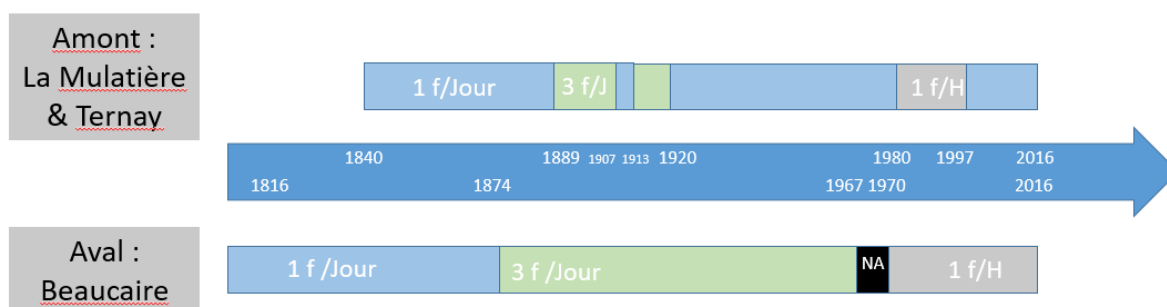 Amont :
La Mulatière
& Ternay
1 f/Jour
3 f/J
1 f/H
1840
1889
1907
1913
1920
1980
1997
2016
1816
1874
1967
1970
2016
Aval :
Beaucaire
1 f /Jour
3 f /Jour
NA
1 f/H